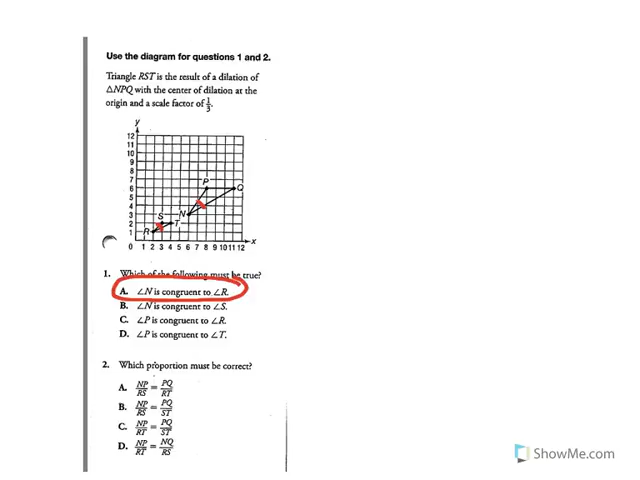 Use the diagram for questions 1 and 2.
Triangle RST is the result of a dilation of
△NPQ with the center of dilation at the
origin and a scale factor of 1/3.
y
12
11
10
9
8
7
6
5
4
3
2
1
P
Q
N
S
T
R
x
0 1 2 3 4 5 6 7 8 9 10 11 12
1. Which of the following must be true?
A. ∠N is congruent to ∠R.
B. ∠N is congruent to ∠S.
C. ∠P is congruent to ∠R.
D. ∠P is congruent to ∠T.
2. Which proportion must be correct?
A. NP/RS = PQ/RT
B. NP/RS = PQ/ST
C. NP/RT = PQ/ST
D. NP/RT = NQ/RS
ShowMe.com